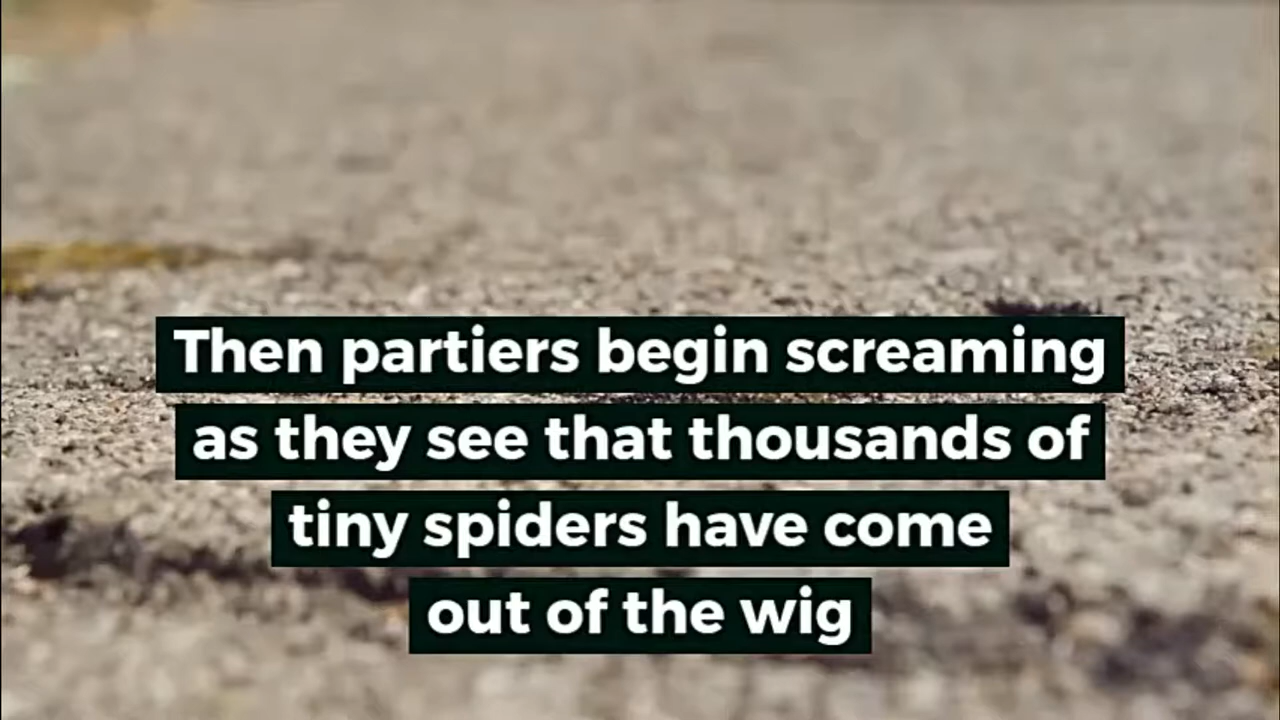 Then partiers begin screaming
as they see that thousands of
tiny spiders have come
out of the wig